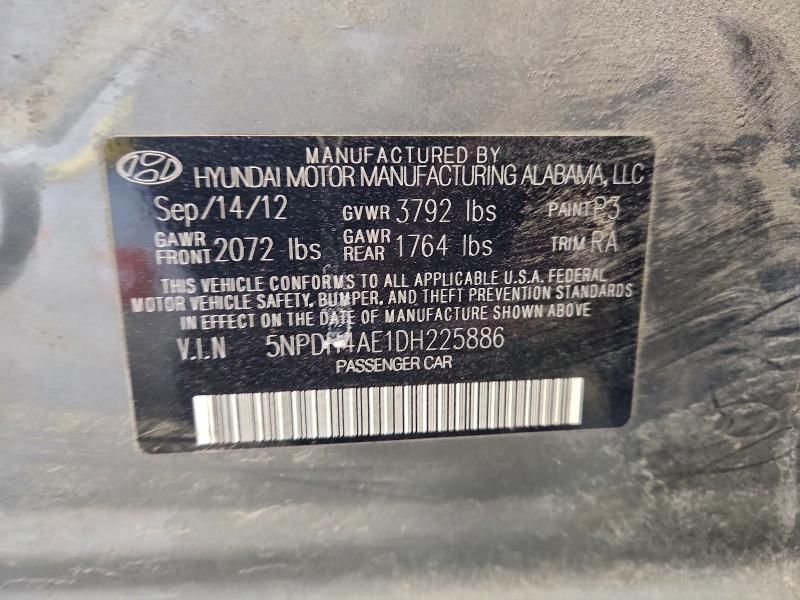 MANUFACTURED BY
HYUNDAI MOTOR MANUFACTURING ALABAMA, LLC
Sep/14/12 GVWR 3792 lbs PAINT P3
GAWR FRONT 2072 lbs GAWR REAR 1764 lbs TRIM RA
THIS VEHICLE CONFORMS TO ALL APPLICABLE U.S.A. FEDERAL
MOTOR VEHICLE SAFETY, BUMPER, AND THEFT PREVENTION STANDARDS
IN EFFECT ON THE DATE OF MANUFACTURE SHOWN ABOVE.
V.I.N 5NPDH4AE1DH225886
PASSENGER CAR